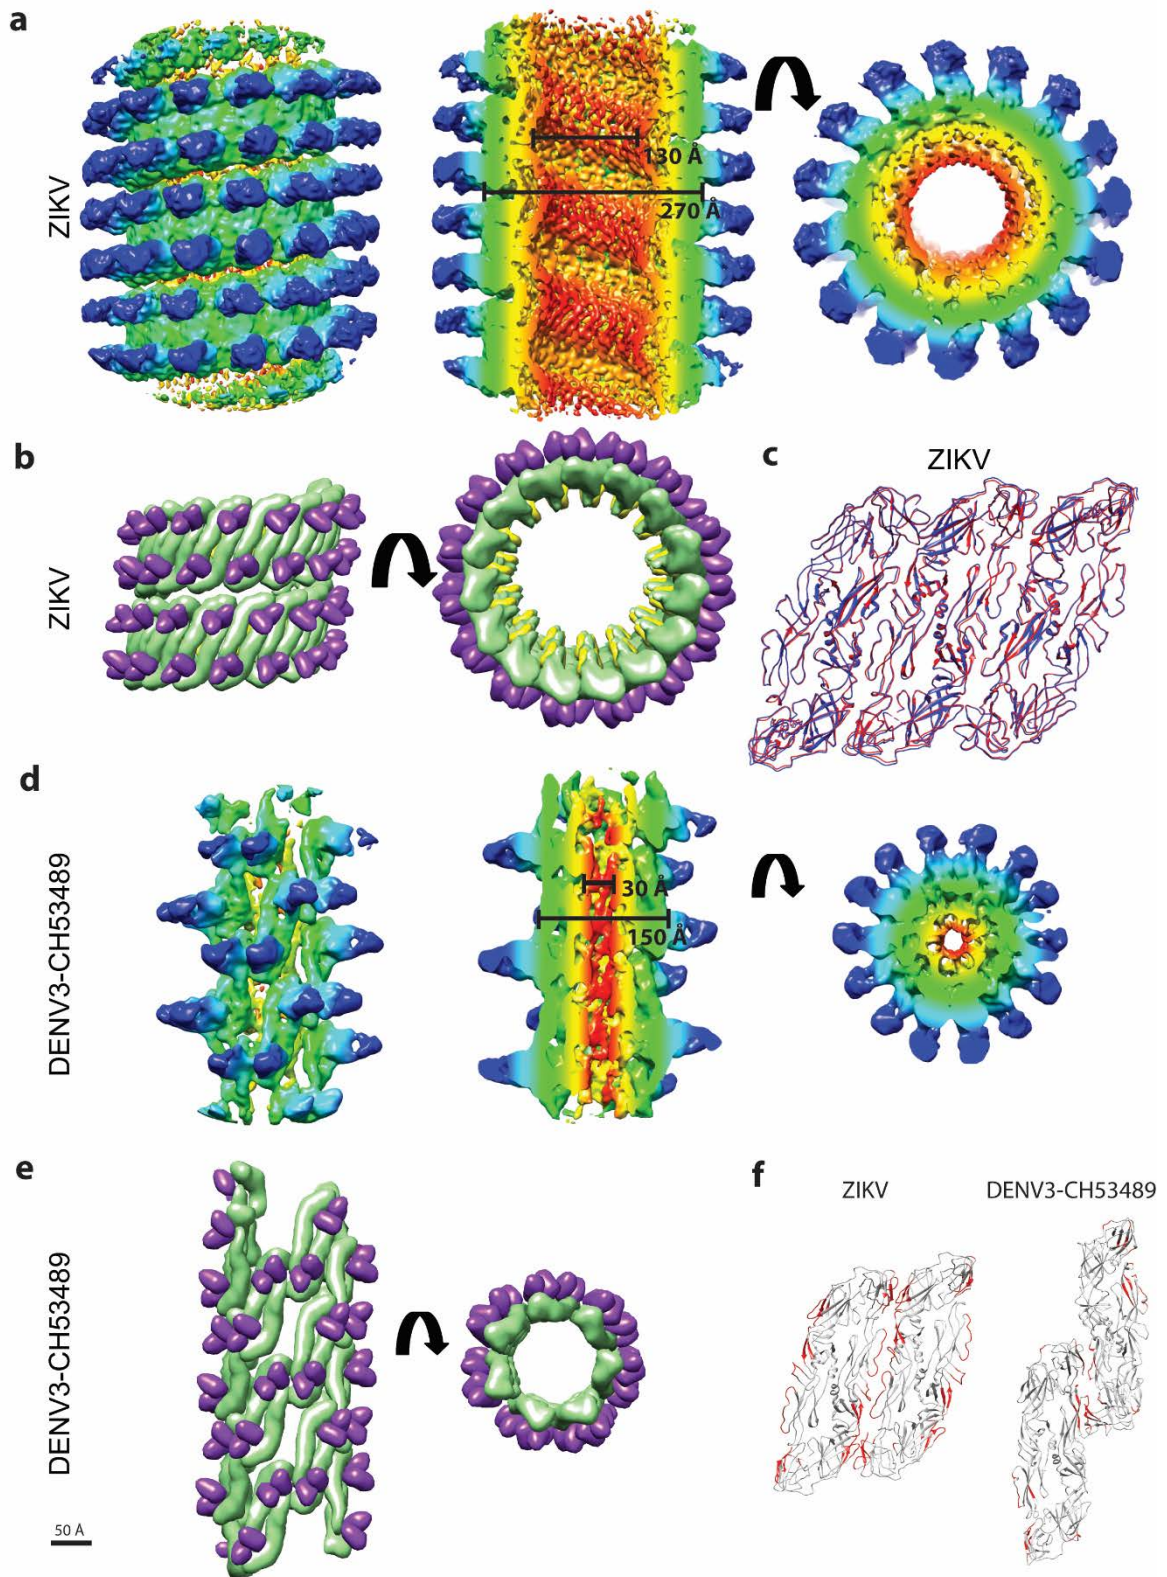 a
ZIKV
130 Å
270 Å
b
ZIKV
c
ZIKV
d
DENV3-CH53489
30 Å
150 Å
e
DENV3-CH53489
50 Å
f
ZIKV
DENV3-CH53489